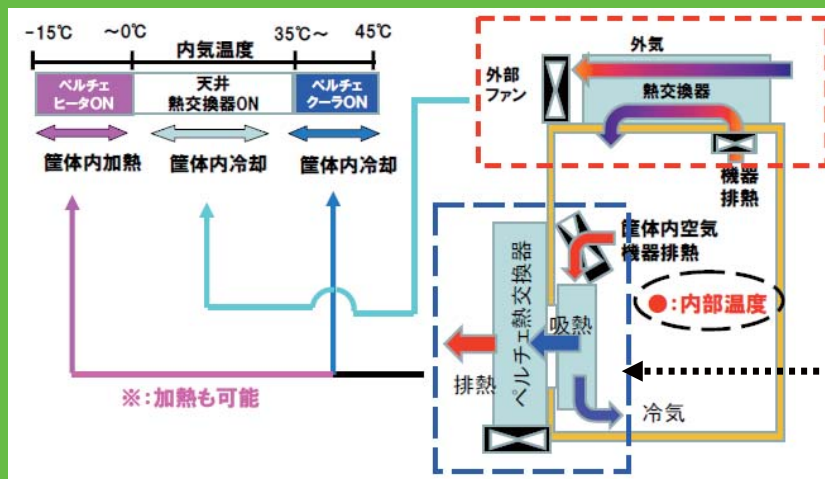 -15℃ ~0℃ 内気温度 35℃~ 45℃
ペルチェ
ヒータON
天井
熱交換器ON
ペルチェ
クーラON
筐体内加熱
筐体内冷却
筐体内冷却
※:加熱も可能
外気
外部
ファン
熱交換器
機器
排熱
筐体内空気
機器排熱
ペルチェ熱交換器
吸熱
排熱
冷気
●:内部温度